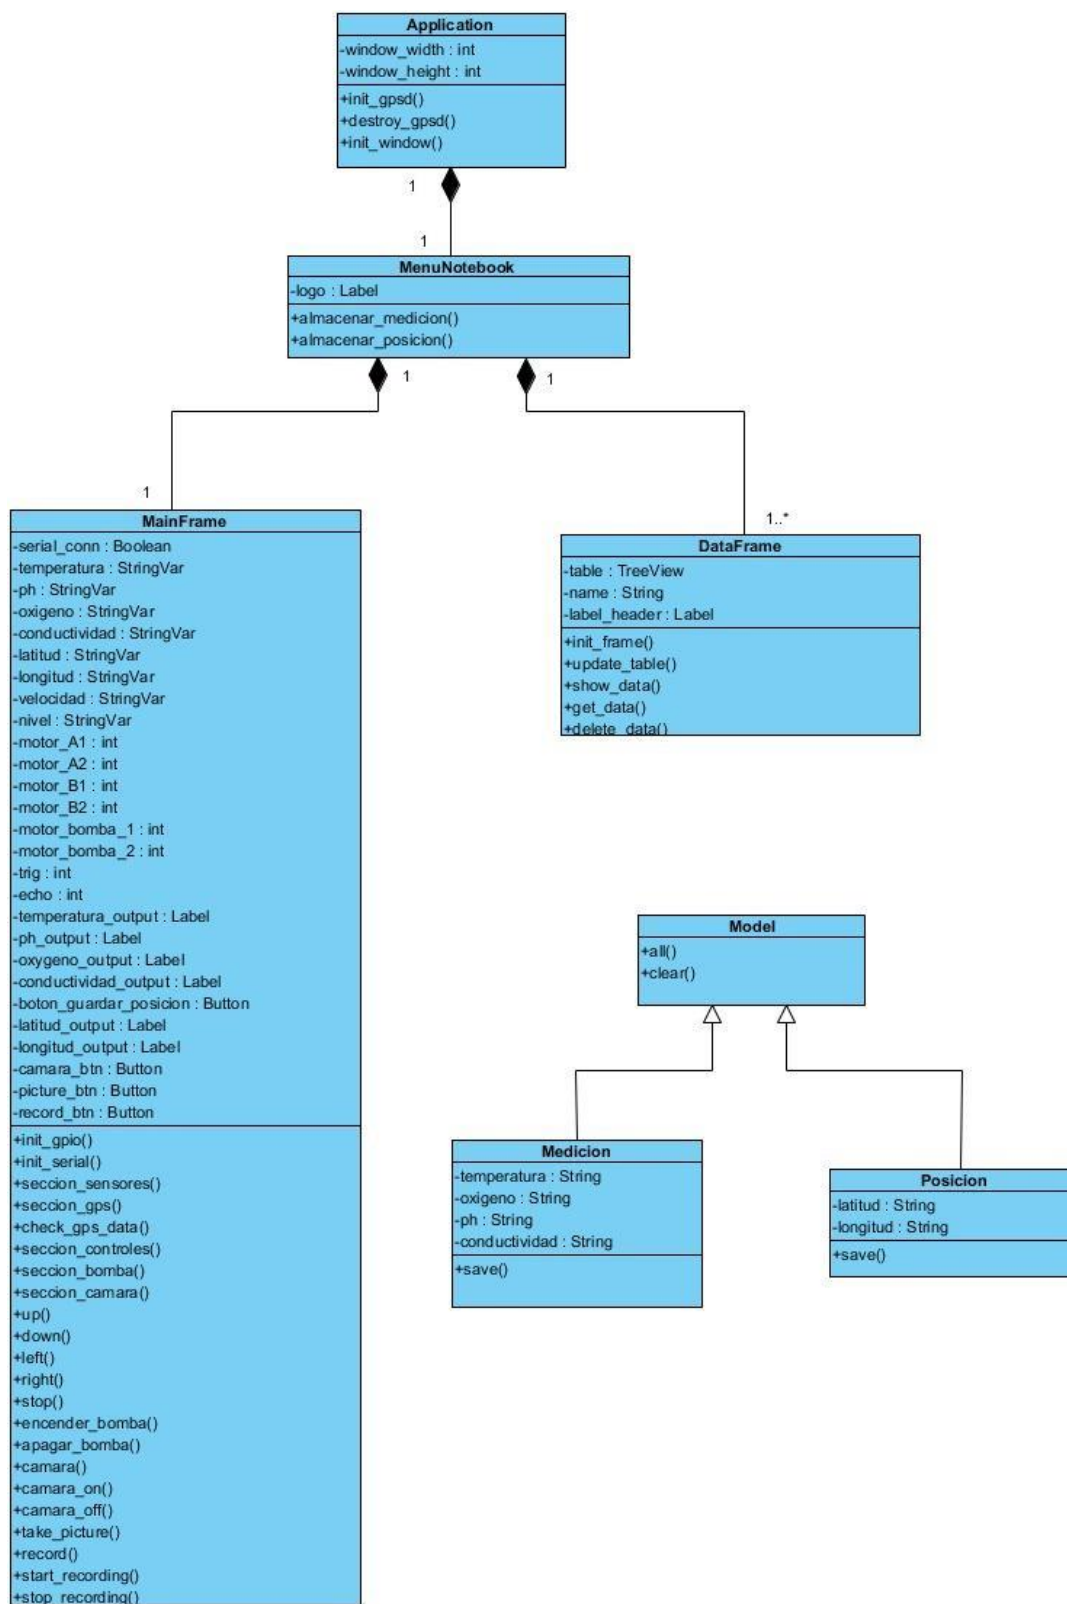 Application
-window_width : int
-window_height : int
+init_gpsd()
+destroy_gpsd()
+init_window()
1
1
MenuNotebook
-logo : Label
+almacenar_medicion()
+almacenar_posicion()
1
1
1
MainFrame
-serial_conn : Boolean
-temperatura : StringVar
-ph : StringVar
-oxigeno : StringVar
-conductividad : StringVar
-latitud : StringVar
-longitud : StringVar
-velocidad : StringVar
-nivel : StringVar
-motor_A1 : int
-motor_A2 : int
-motor_B1 : int
-motor_B2 : int
-motor_bomba_1 : int
-motor_bomba_2 : int
-trig : int
-echo : int
-temperatura_output : Label
-ph_output : Label
-oxygeno_output : Label
-conductividad_output : Label
-boton_guardar_posicion : Button
-latitud_output : Label
-longitud_output : Label
-camara_btn : Button
-picture_btn : Button
-record_btn : Button
+init_gpio()
+init_serial()
+seccion_sensores()
+seccion_gps()
+check_gps_data()
+seccion_controles()
+seccion_bomba()
+seccion_camara()
+up()
+down()
+left()
+right()
+stop()
+encender_bomba()
+apagar_bomba()
+camara()
+camara_on()
+camara_off()
+take_picture()
+record()
+start_recording()
+stop_recording()
1..*
DataFrame
-table : TreeView
-name : String
-label_header : Label
+init_frame()
+update_table()
+show_data()
+get_data()
+delete_data()
Model
+all()
+clear()
Medicion
-temperatura : String
-oxigeno : String
-ph : String
-conductividad : String
+save()
Posicion
-latitud : String
-longitud : String
+save()